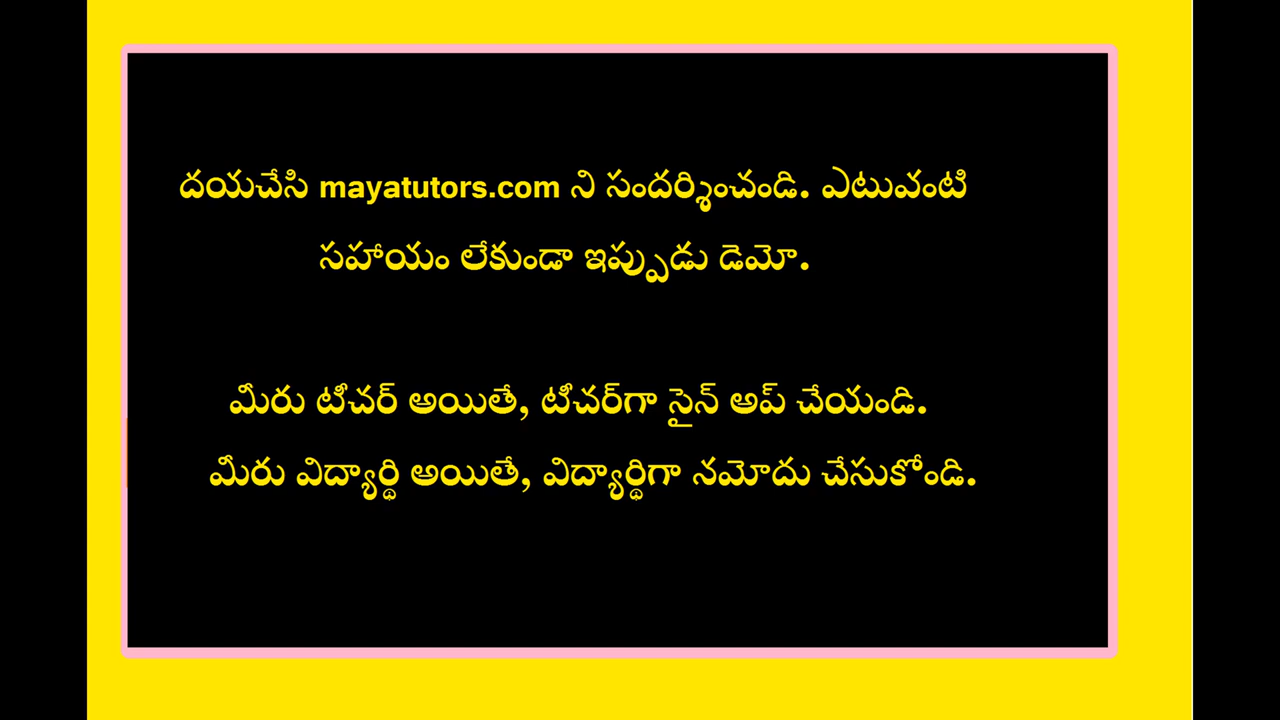 దయచేసి mayatutors.com ని సందర్శించండి. ఎటువంటి
సహాయం లేకుండా ఇప్పుడు డెమో.
మీరు టీచర్ అయితే, టీచర్‌గా సైన్ అప్ చేయండి.
మీరు విద్యార్థి అయితే, విద్యార్థిగా నమోదు చేసుకోండి.